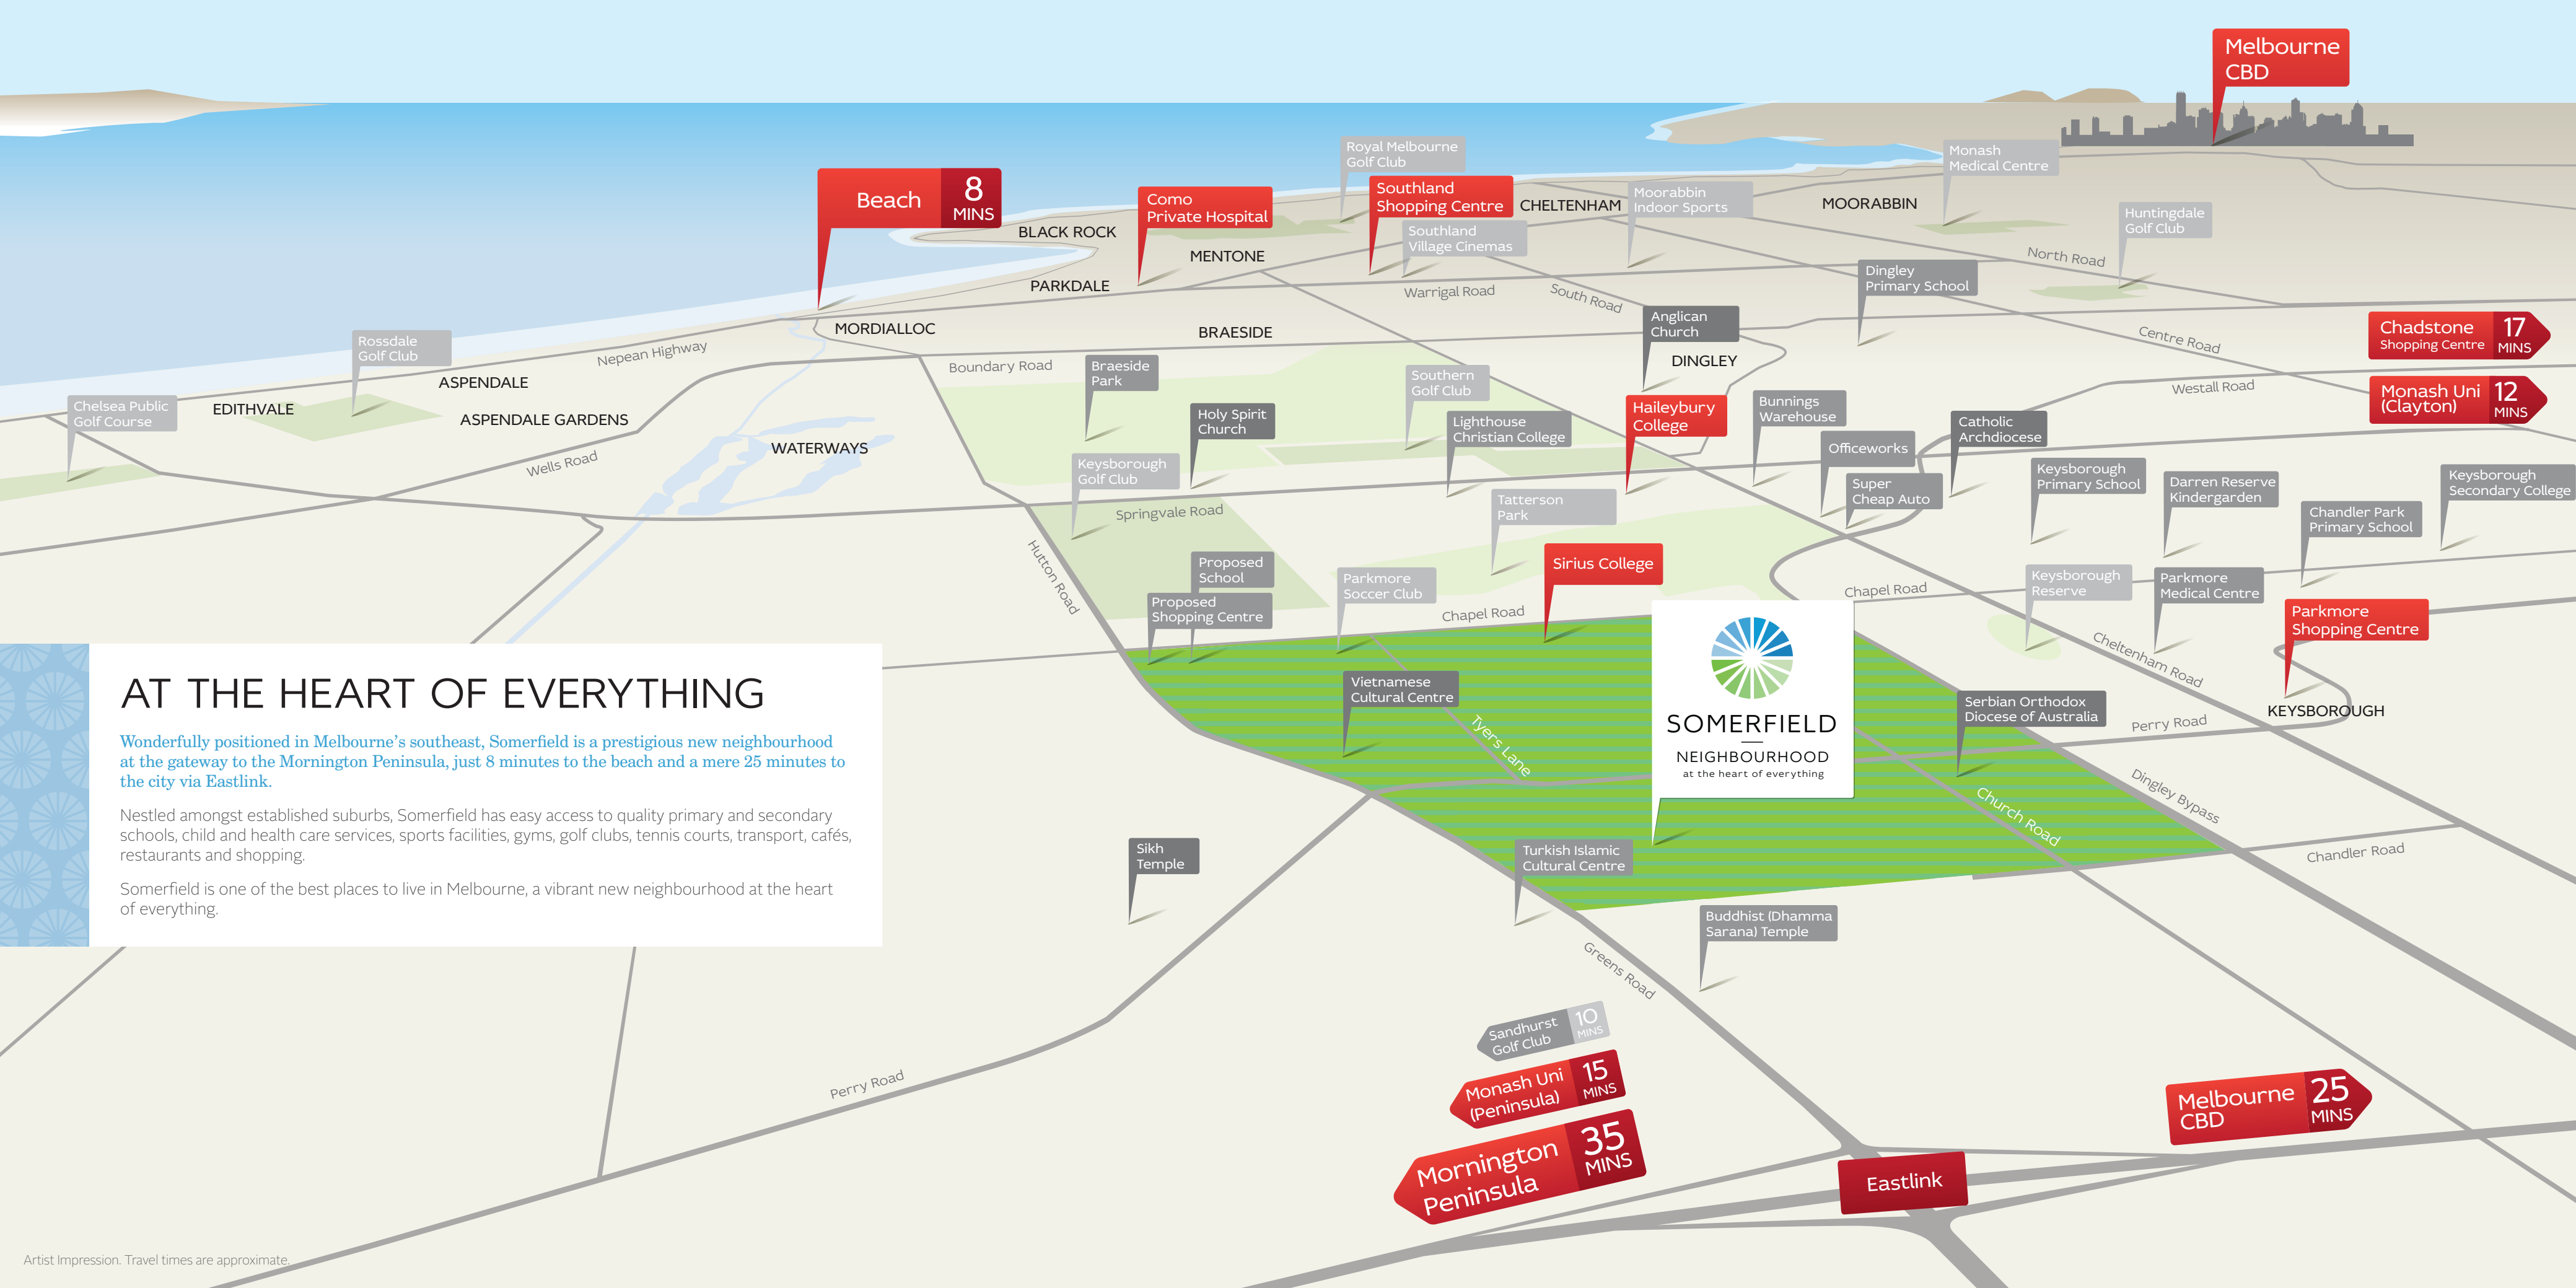 Melbourne
CBD
Royal Melbourne
Golf Club
Monash
Medical Centre
Beach
8
MINS
Como
Private Hospital
Southland
Shopping Centre
CHELTENHAM
Moorabbin
Indoor Sports
MOORABBIN
Huntingdale
Golf Club
BLACK ROCK
Southland
Village Cinemas
MENTONE
North Road
PARKDALE
Warrigal Road
South Road
Dingley
Primary School
MORDIALLOC
BRAESIDE
Anglican
Church
DINGLEY
Centre Road
Chadstone
Shopping Centre
17
MINS
Rossdale
Golf Club
Nepean Highway
Boundary Road
Braeside
Park
ASPENDALE
Southern
Golf Club
Westall Road
Monash Uni
(Clayton)
12
MINS
Chelsea Public
Golf Course
EDITHVALE
ASPENDALE GARDENS
Holy Spirit
Church
Lighthouse
Christian College
Haileybury
College
Bunnings
Warehouse
Catholic
Archdiocese
Officeworks
WATERWAYS
Wells Road
Keysborough
Golf Club
Super
Cheap Auto
Keysborough
Primary School
Darren Reserve
Kindergarden
Keysborough
Secondary College
Springvale Road
Tatterson
Park
Chandler Park
Primary School
Hutton Road
Proposed
School
Proposed
Shopping Centre
Parkmore
Soccer Club
Sirius College
Chapel Road
Chapel Road
Keysborough
Reserve
Parkmore
Medical Centre
Parkmore
Shopping Centre
Cheltenham Road
KEYSBOROUGH
Vietnamese
Cultural Centre
Tyers Lane
SOMERFIELD
NEIGHBOURHOOD
at the heart of everything
Serbian Orthodox
Diocese of Australia
Perry Road
Dingley Bypass
Church Road
Chandler Road
AT THE HEART OF EVERYTHING
Wonderfully positioned in Melbourne's southeast, Somerfield is a prestigious new neighbourhood
at the gateway to the Mornington Peninsula, just 8 minutes to the beach and a mere 25 minutes to
the city via Eastlink.
Nestled amongst established suburbs, Somerfield has easy access to quality primary and secondary
schools, child and health care services, sports facilities, gyms, golf clubs, tennis courts, transport, cafés,
restaurants and shopping.
Somerfield is one of the best places to live in Melbourne, a vibrant new neighbourhood at the heart
of everything.
Sikh
Temple
Turkish Islamic
Cultural Centre
Buddhist (Dhamma
Sarana) Temple
Greens Road
Sandhurst
Golf Club
10
MINS
Monash Uni
(Peninsula)
15
MINS
Mornington
Peninsula
35
MINS
Perry Road
Melbourne
CBD
25
MINS
Eastlink
Artist Impression. Travel times are approximate.